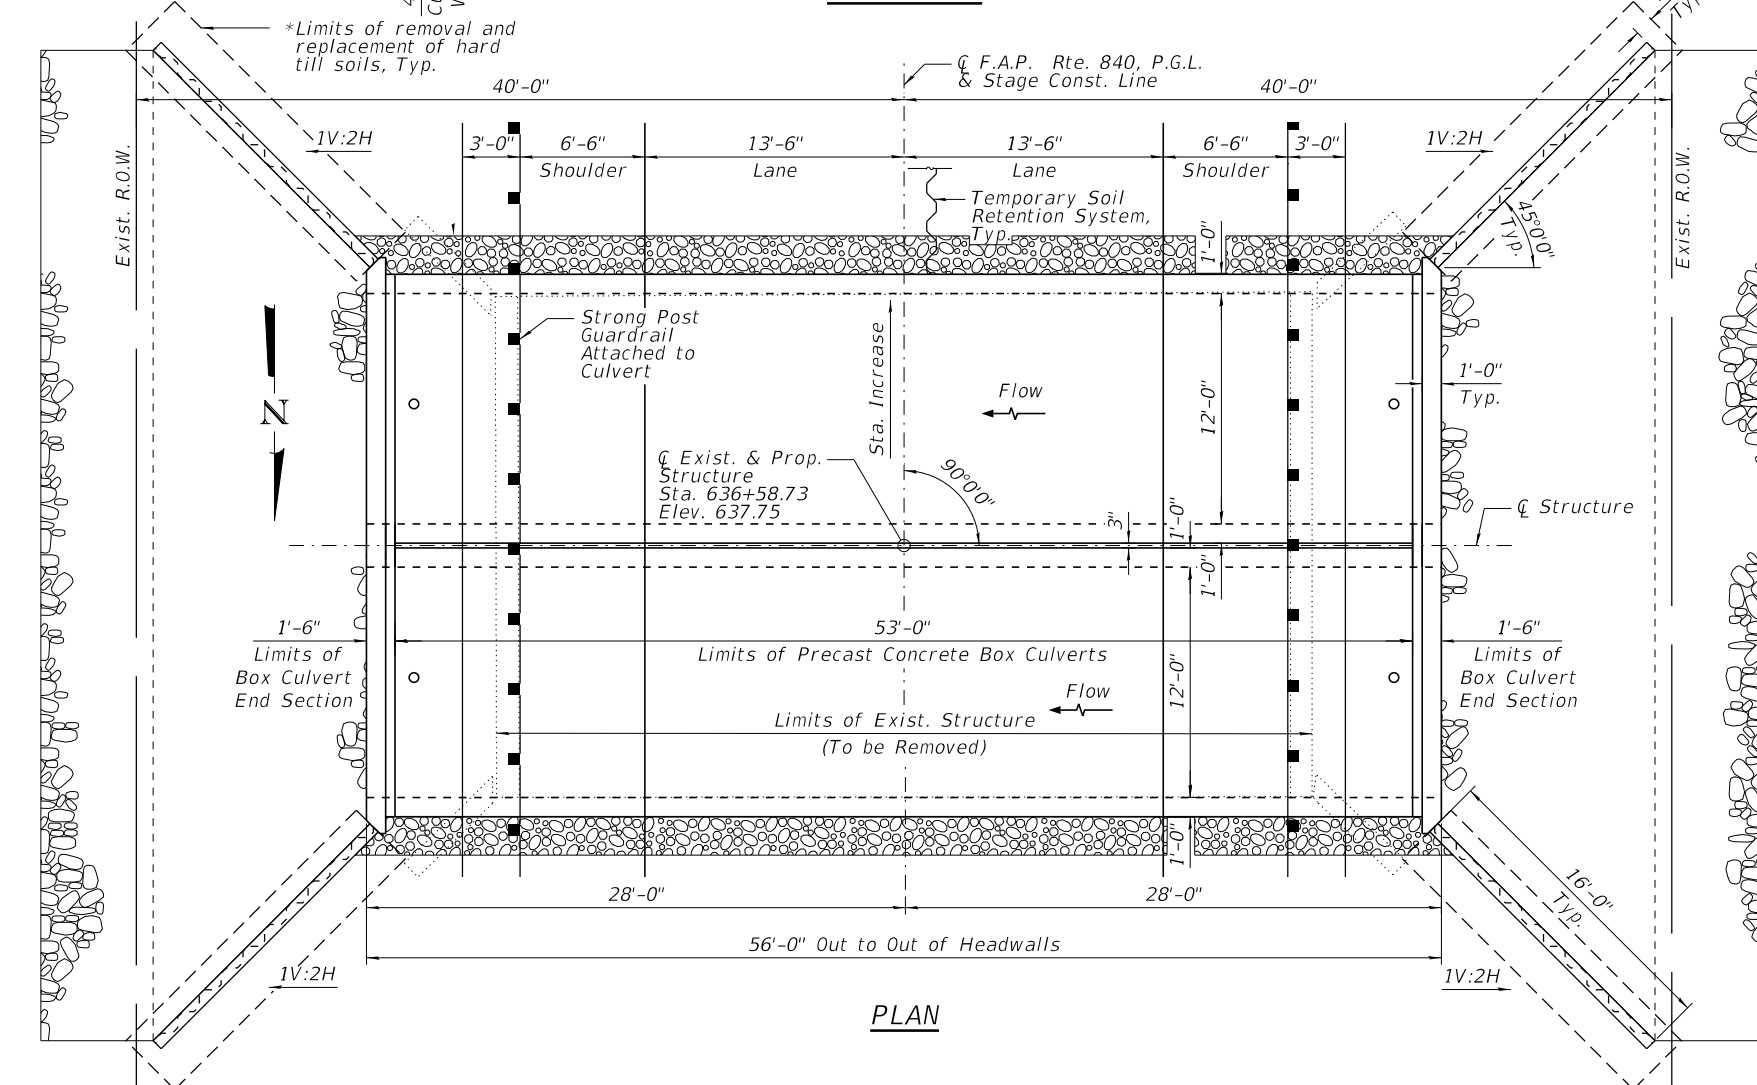 *Limits of removal and
replacement of hard
till soils, Typ.
℄ F.A.P. Rte. 840, P.G.L.
& Stage Const. Line
Typ.
40'-0"
40'-0"
1V:2H
3'-0"
6'-6"
Shoulder
13'-6"
Lane
13'-6"
Lane
6'-6"
Shoulder
3'-0"
1V:2H
Exist. R.O.W.
Exist. R.O.W.
Temporary Soil
Retention System,
Typ.
1'-0"
45°0'0"
Typ.
Strong Post
Guardrail
Attached to
Culvert
Sta. Increase
Flow
12'-0"
1'-0"
Typ.
N
℄ Exist. & Prop.
Structure
Sta. 636+58.73
Elev. 637.75
90°0'0"
3"
1'-0"
1'-0"
℄ Structure
1'-6"
Limits of
Box Culvert
End Section
53'-0"
Limits of Precast Concrete Box Culverts
1'-6"
Limits of
Box Culvert
End Section
12'-0"
Flow
Limits of Exist. Structure
(To be Removed)
1'-0"
16'-0"
Typ.
28'-0"
28'-0"
56'-0" Out to Out of Headwalls
1V:2H
1V:2H
PLAN